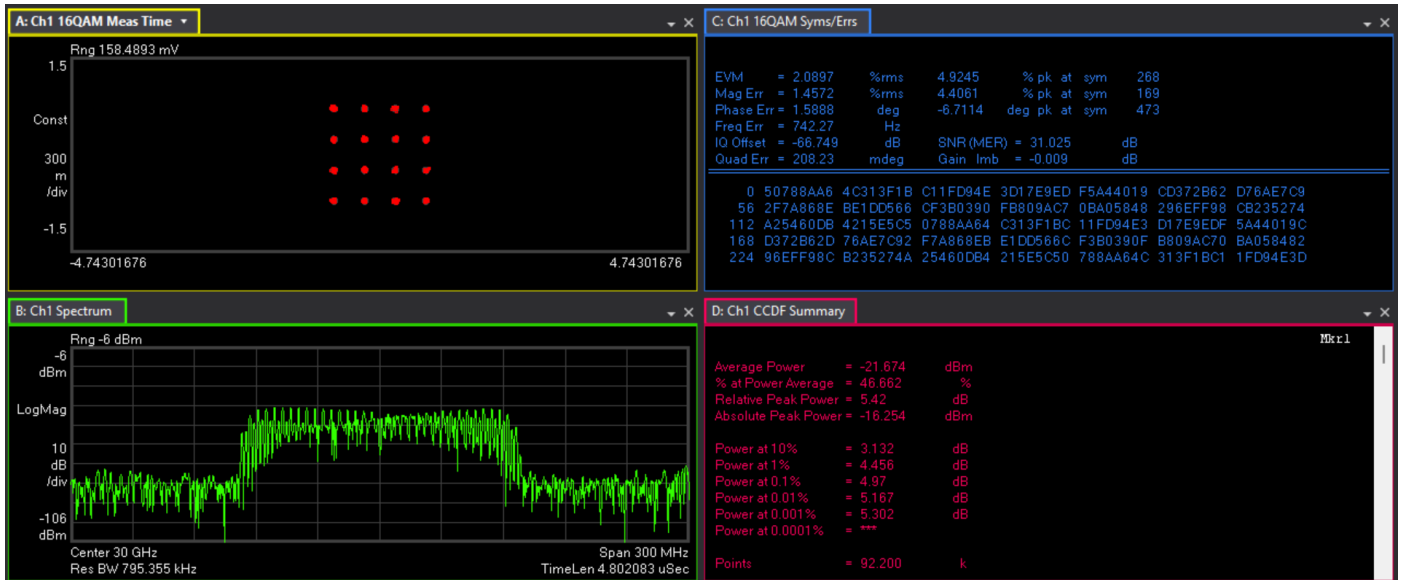 A: Ch1 16QAM Meas Time
Rng 158.4893 mV
1.5
Const
300
m
/div
-1.5
-4.74301676 4.74301676
C: Ch1 16QAM Syms/Errs
EVM = 2.0897 %rms 4.9245 % pk at sym 268
Mag Err = 1.4572 %rms 4.4061 % pk at sym 169
Phase Err = 1.5888 deg -6.7114 deg pk at sym 473
Freq Err = 742.27 Hz
IQ Offset = -66.749 dB SNR(MER) = 31.025 dB
Quad Err = 208.23 mdeg Gain Imb = -0.009 dB
0 50788AA6 4C313F1B C11FD94E 3D17E9ED F5A44019 CD372B62 D76AE7C9
56 2F7A868E BE1DD566 CF3B0390 FB809AC7 0BA05848 296EFF98 CB235274
112 A25460DB 4215E5C5 0788AA64 C313F1BC 11FD94E3 D17E9EDF 5A44019C
168 D372B62D 76AE7C92 F7A868EB E1DD566C F3B0390F B809AC70 BA058482
224 96EFF98C B235274A 25460DB4 215E5C50 788AA64C 313F1BC1 1FD94E3D
B: Ch1 Spectrum
Rng -6 dBm
-6
dBm
LogMag
10
dB
/div
-106
dBm
Center 30 GHz Span 300 MHz
Res BW 795.355 kHz TimeLen 4.802083 uSec
D: Ch1 CCDF Summary
Mkr1
Average Power = -21.674 dBm
% at Power Average = 46.662 %
Relative Peak Power = 5.42 dB
Absolute Peak Power = -16.254 dBm
Power at 10% = 3.132 dB
Power at 1% = 4.456 dB
Power at 0.1% = 4.97 dB
Power at 0.01% = 5.167 dB
Power at 0.001% = 5.302 dB
Power at 0.0001% = ***
Points = 92.200 k